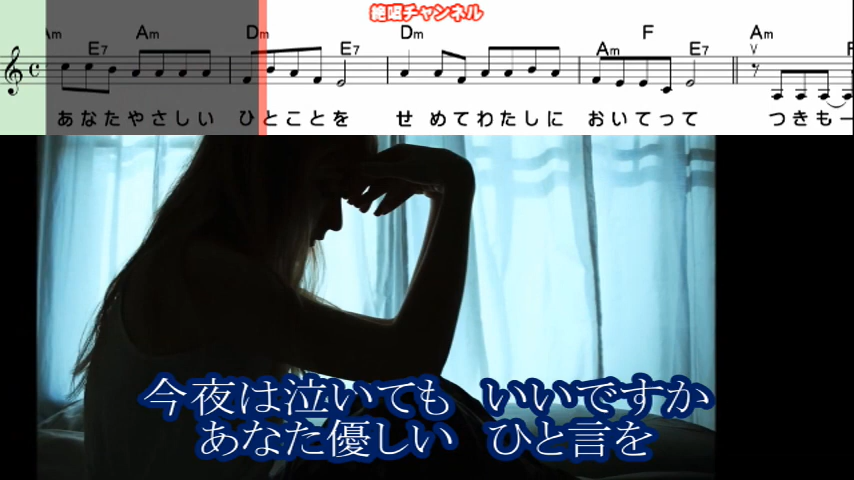 絶唱チャンネル
Am E7 Am Dm E7 Dm Am F E7 Am F
あなたやさしい ひとことを せめてわたしに おいてって つきも一
今夜は泣いても いいですか
あなた優しい ひと言を